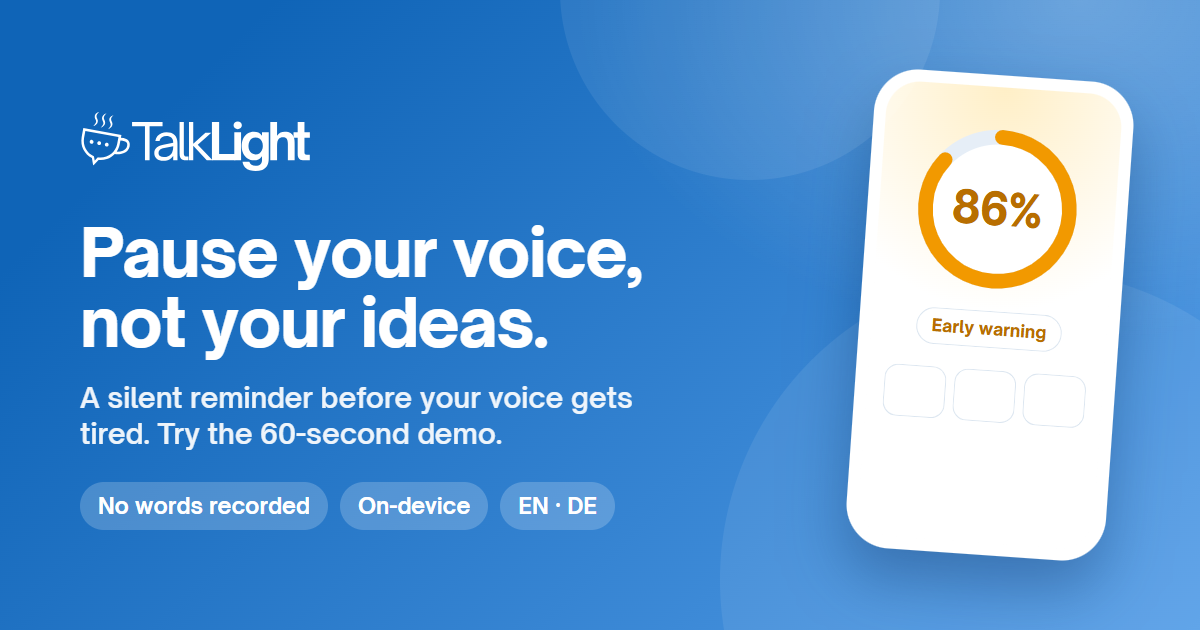 TalkLight
Pause your voice,
not your ideas.
A silent reminder before your voice gets
tired. Try the 60-second demo.
No words recorded
On-device
EN · DE
86%
Early warning